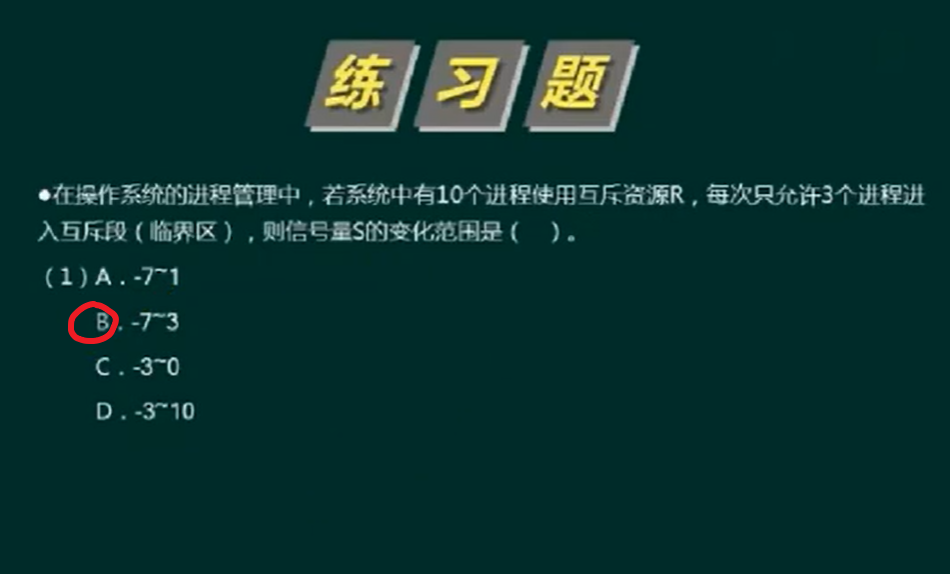 练习题
●在操作系统的进程管理中，若系统中有10个进程使用互斥资源R，每次只允许3个进程进
入互斥段（临界区），则信号量S的变化范围是（ ）。
（1）A．-7~1
B．-7~3
C．-3~0
D．-3~10